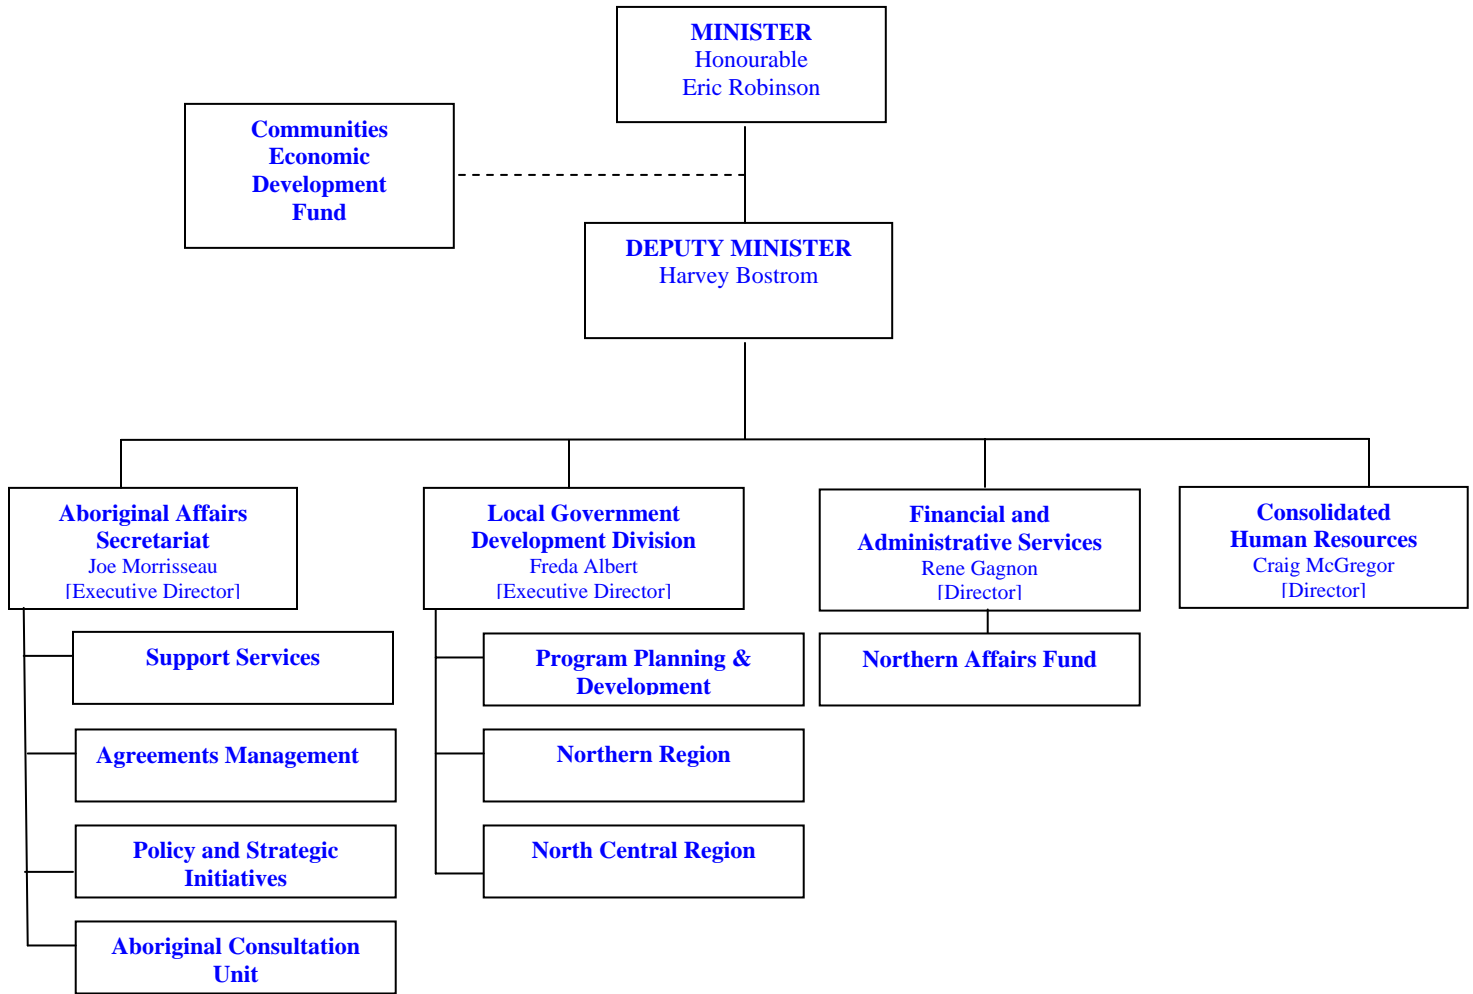 MINISTER
Honourable
Eric Robinson
Communities
Economic
Development
Fund
DEPUTY MINISTER
Harvey Bostrom
Aboriginal Affairs
Secretariat
Joe Morrisseau
[Executive Director]
Local Government
Development Division
Freda Albert
[Executive Director]
Financial and
Administrative Services
Rene Gagnon
[Director]
Consolidated
Human Resources
Craig McGregor
[Director]
Support Services
Agreements Management
Policy and Strategic
Initiatives
Aboriginal Consultation
Unit
Program Planning &
Development
Northern Region
North Central Region
Northern Affairs Fund